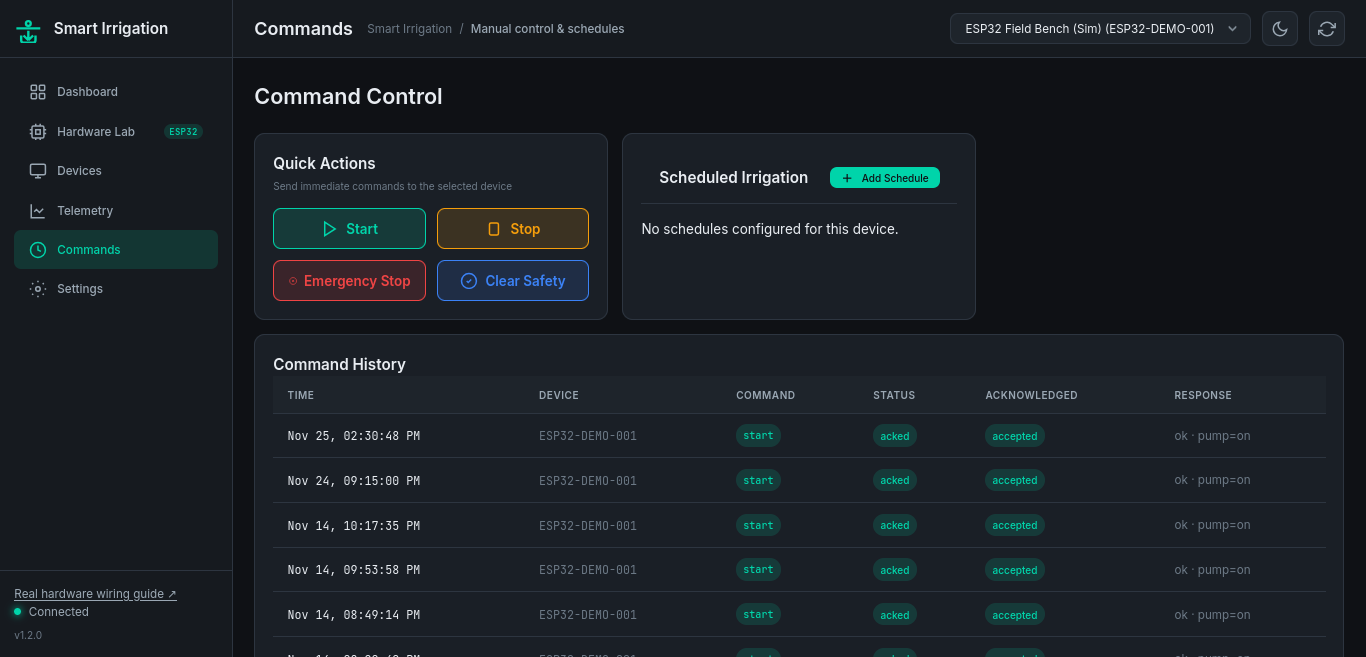 Smart Irrigation
Commands
Smart Irrigation / Manual control & schedules
ESP32 Field Bench (Sim) (ESP32-DEMO-001)
Dashboard
Hardware Lab ESP32
Devices
Telemetry
Commands
Settings
Real hardware wiring guide ↗
Connected
v1.2.0
Command Control
Quick Actions
Send immediate commands to the selected device
Start
Stop
Emergency Stop
Clear Safety
Scheduled Irrigation
+ Add Schedule
No schedules configured for this device.
Command History
TIME DEVICE COMMAND STATUS ACKNOWLEDGED RESPONSE
Nov 25, 02:30:48 PM ESP32-DEMO-001 start acked accepted ok · pump=on
Nov 24, 09:15:00 PM ESP32-DEMO-001 start acked accepted ok · pump=on
Nov 14, 10:17:35 PM ESP32-DEMO-001 start acked accepted ok · pump=on
Nov 14, 09:53:58 PM ESP32-DEMO-001 start acked accepted ok · pump=on
Nov 14, 08:49:14 PM ESP32-DEMO-001 start acked accepted ok · pump=on